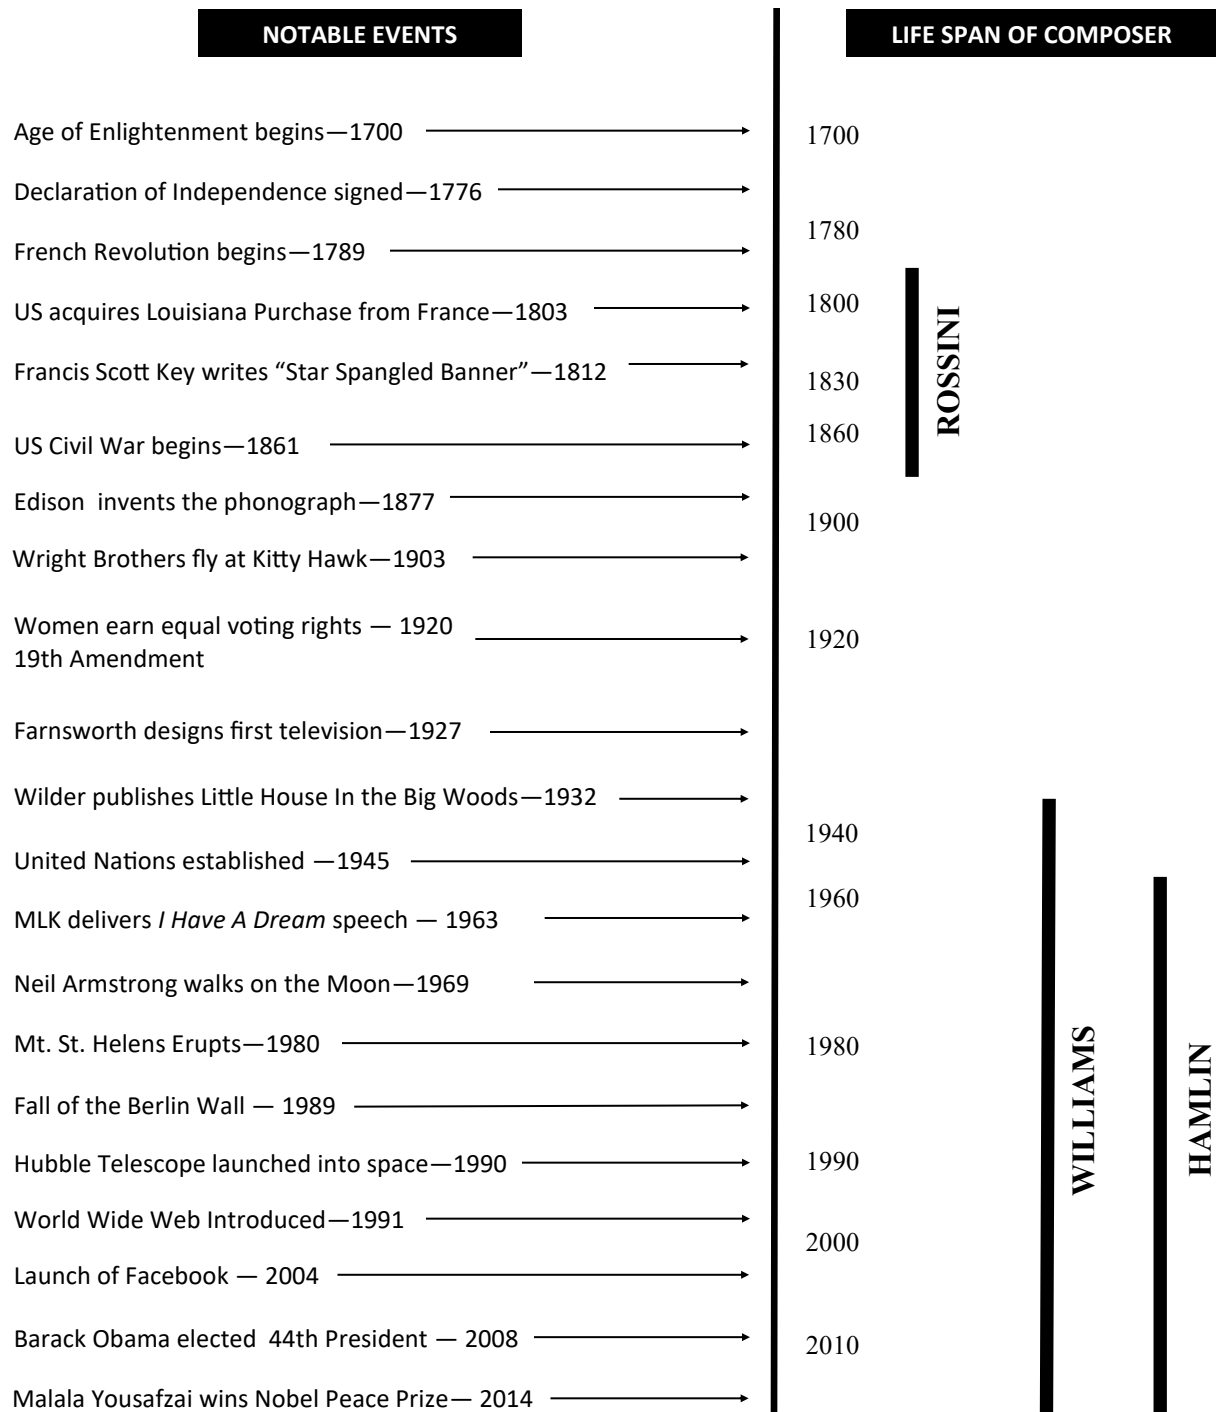 NOTABLE EVENTS
LIFE SPAN OF COMPOSER
Age of Enlightenment begins—1700
Declaration of Independence signed—1776
French Revolution begins—1789
US acquires Louisiana Purchase from France—1803
Francis Scott Key writes “Star Spangled Banner”—1812
US Civil War begins—1861
Edison  invents the phonograph—1877
Wright Brothers fly at Kitty Hawk—1903
Women earn equal voting rights — 1920
19th Amendment
Farnsworth designs first television—1927
Wilder publishes Little House In the Big Woods—1932
United Nations established —1945
MLK delivers I Have A Dream speech — 1963
Neil Armstrong walks on the Moon—1969
Mt. St. Helens Erupts—1980
Fall of the Berlin Wall — 1989
Hubble Telescope launched into space—1990
World Wide Web Introduced—1991
Launch of Facebook — 2004
Barack Obama elected  44th President — 2008
Malala Yousafzai wins Nobel Peace Prize— 2014
1700
1780
1800
1830
1860
1900
1920
1940
1960
1980
1990
2000
2010
ROSSINI
WILLIAMS
HAMLIN